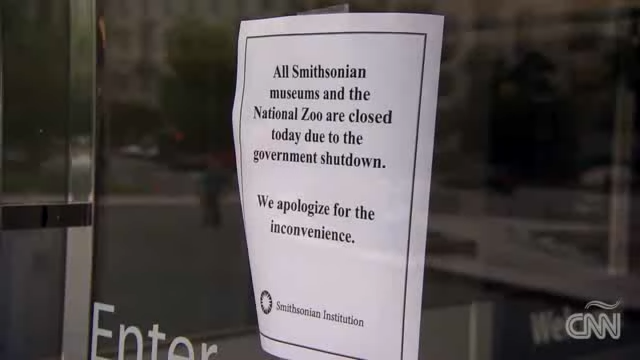 All Smithsonian
museums and the
National Zoo are closed
today due to the
government shutdown.
We apologize for the
inconvenience.
Smithsonian Institution
Enter
Welc
CNN